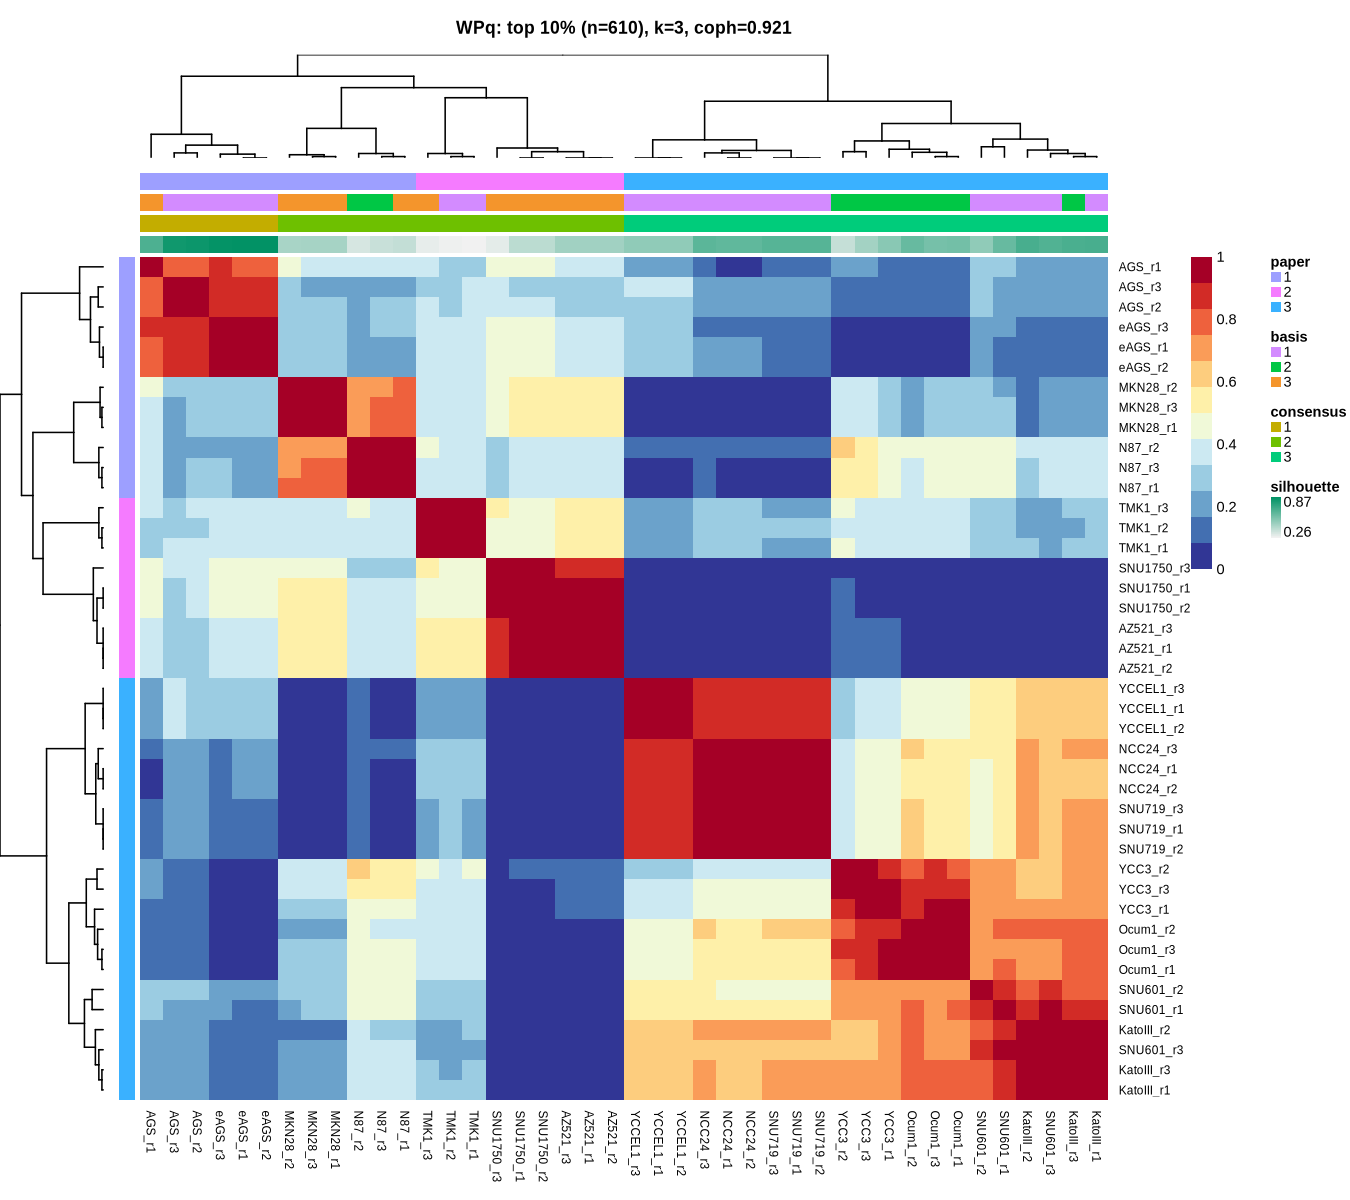 WPq: top 10% (n=610), k=3, coph=0.921
1
0.8
0.6
0.4
0.2
0
paper
1
2
3
basis
1
2
3
consensus
1
2
3
silhouette
0.87
0.26
AGS_r1
AGS_r3
AGS_r2
eAGS_r3
eAGS_r1
eAGS_r2
MKN28_r2
MKN28_r3
MKN28_r1
N87_r2
N87_r3
N87_r1
TMK1_r3
TMK1_r2
TMK1_r1
SNU1750_r3
SNU1750_r1
SNU1750_r2
AZ521_r3
AZ521_r1
AZ521_r2
YCCEL1_r3
YCCEL1_r1
YCCEL1_r2
NCC24_r3
NCC24_r1
NCC24_r2
SNU719_r3
SNU719_r1
SNU719_r2
YCC3_r2
YCC3_r3
YCC3_r1
Ocum1_r2
Ocum1_r3
Ocum1_r1
SNU601_r2
SNU601_r1
KatoIII_r2
SNU601_r3
KatoIII_r3
KatoIII_r1
AGS_r1
AGS_r3
AGS_r2
eAGS_r3
eAGS_r1
eAGS_r2
MKN28_r2
MKN28_r3
MKN28_r1
N87_r2
N87_r3
N87_r1
TMK1_r3
TMK1_r2
TMK1_r1
SNU1750_r3
SNU1750_r1
SNU1750_r2
AZ521_r3
AZ521_r1
AZ521_r2
YCCEL1_r3
YCCEL1_r1
YCCEL1_r2
NCC24_r3
NCC24_r1
NCC24_r2
SNU719_r3
SNU719_r1
SNU719_r2
YCC3_r2
YCC3_r3
YCC3_r1
Ocum1_r2
Ocum1_r3
Ocum1_r1
SNU601_r2
SNU601_r1
KatoIII_r2
SNU601_r3
KatoIII_r3
KatoIII_r1